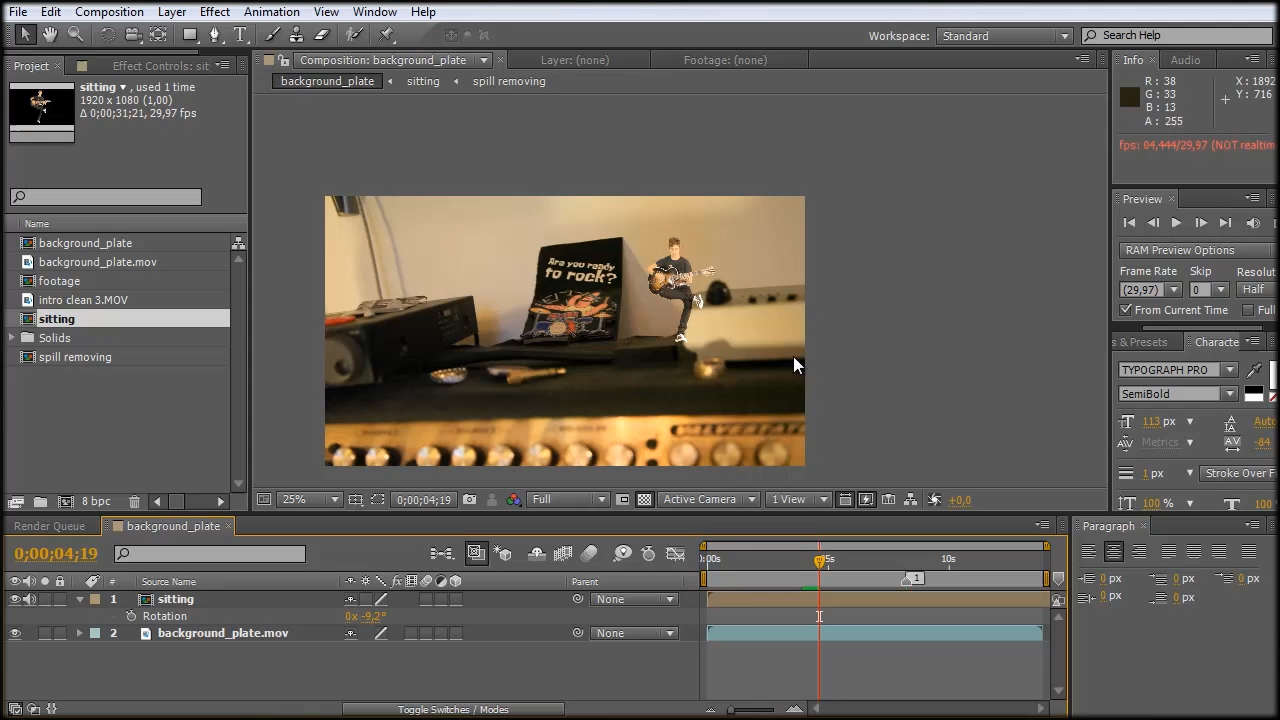 File Edit Composition Layer Effect Animation View Window Help
Workspace: Standard Search Help
Project Effect Controls: sit
Composition: background_plate Layer: (none) Footage: (none)
Info Audio
sitting , used 1 time
1920 x 1080 (1,00)
Δ 0;00;31;21, 29,97 fps
background_plate sitting spill removing
R : 38
G : 33
B : 13
A : 255
X : 1892
Y : 716
fps: 04,444/29,97 (NOT realtim
Name
background_plate
background_plate.mov
footage
intro clean 3.MOV
sitting
Solids
spill removing
8 bpc
Are you ready
to rock?
Preview
RAM Preview Options
Frame Rate Skip Resolu
(29,97) 0 Half
From Current Time Full
s & Presets Characte
TYPOGRAPH PRO
SemiBold
113 px Auto
Metrics -84
1 px Stroke Over F
100 % 100
25% 0;00;04;19 Full Active Camera 1 View +0,0
Render Queue background_plate
0;00;04;19
0:00s 5s 10s
1
# Source Name Parent
1 sitting None
Rotation 0x -9,2°
2 background_plate.mov None
Toggle Switches / Modes
Paragraph
0 px 0 px 0 px
0 px 0 px